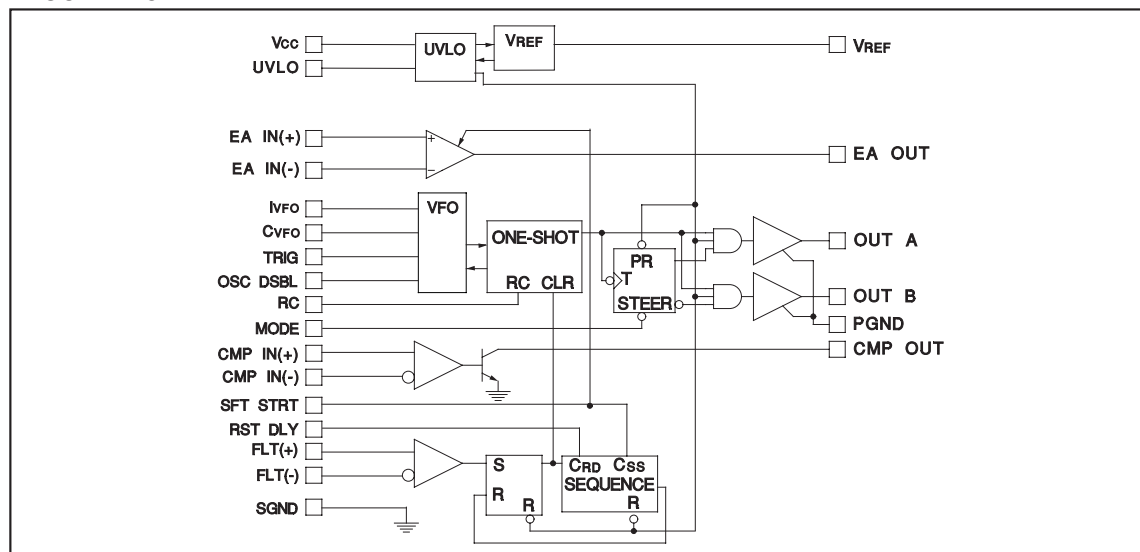 Vcc
UVLO
UVLO
VREF
VREF
EA IN(+)
EA IN(-)
+
−
EA OUT
IVFO
CVFO
TRIG
OSC DSBL
RC
MODE
VFO
ONE-SHOT
RC CLR
PR
T
STEER
OUT A
OUT B
PGND
CMP OUT
CMP IN(+)
CMP IN(-)
SFT STRT
RST DLY
FLT(+)
FLT(-)
SGND
S
R
R
CRD CSS
SEQUENCE
R